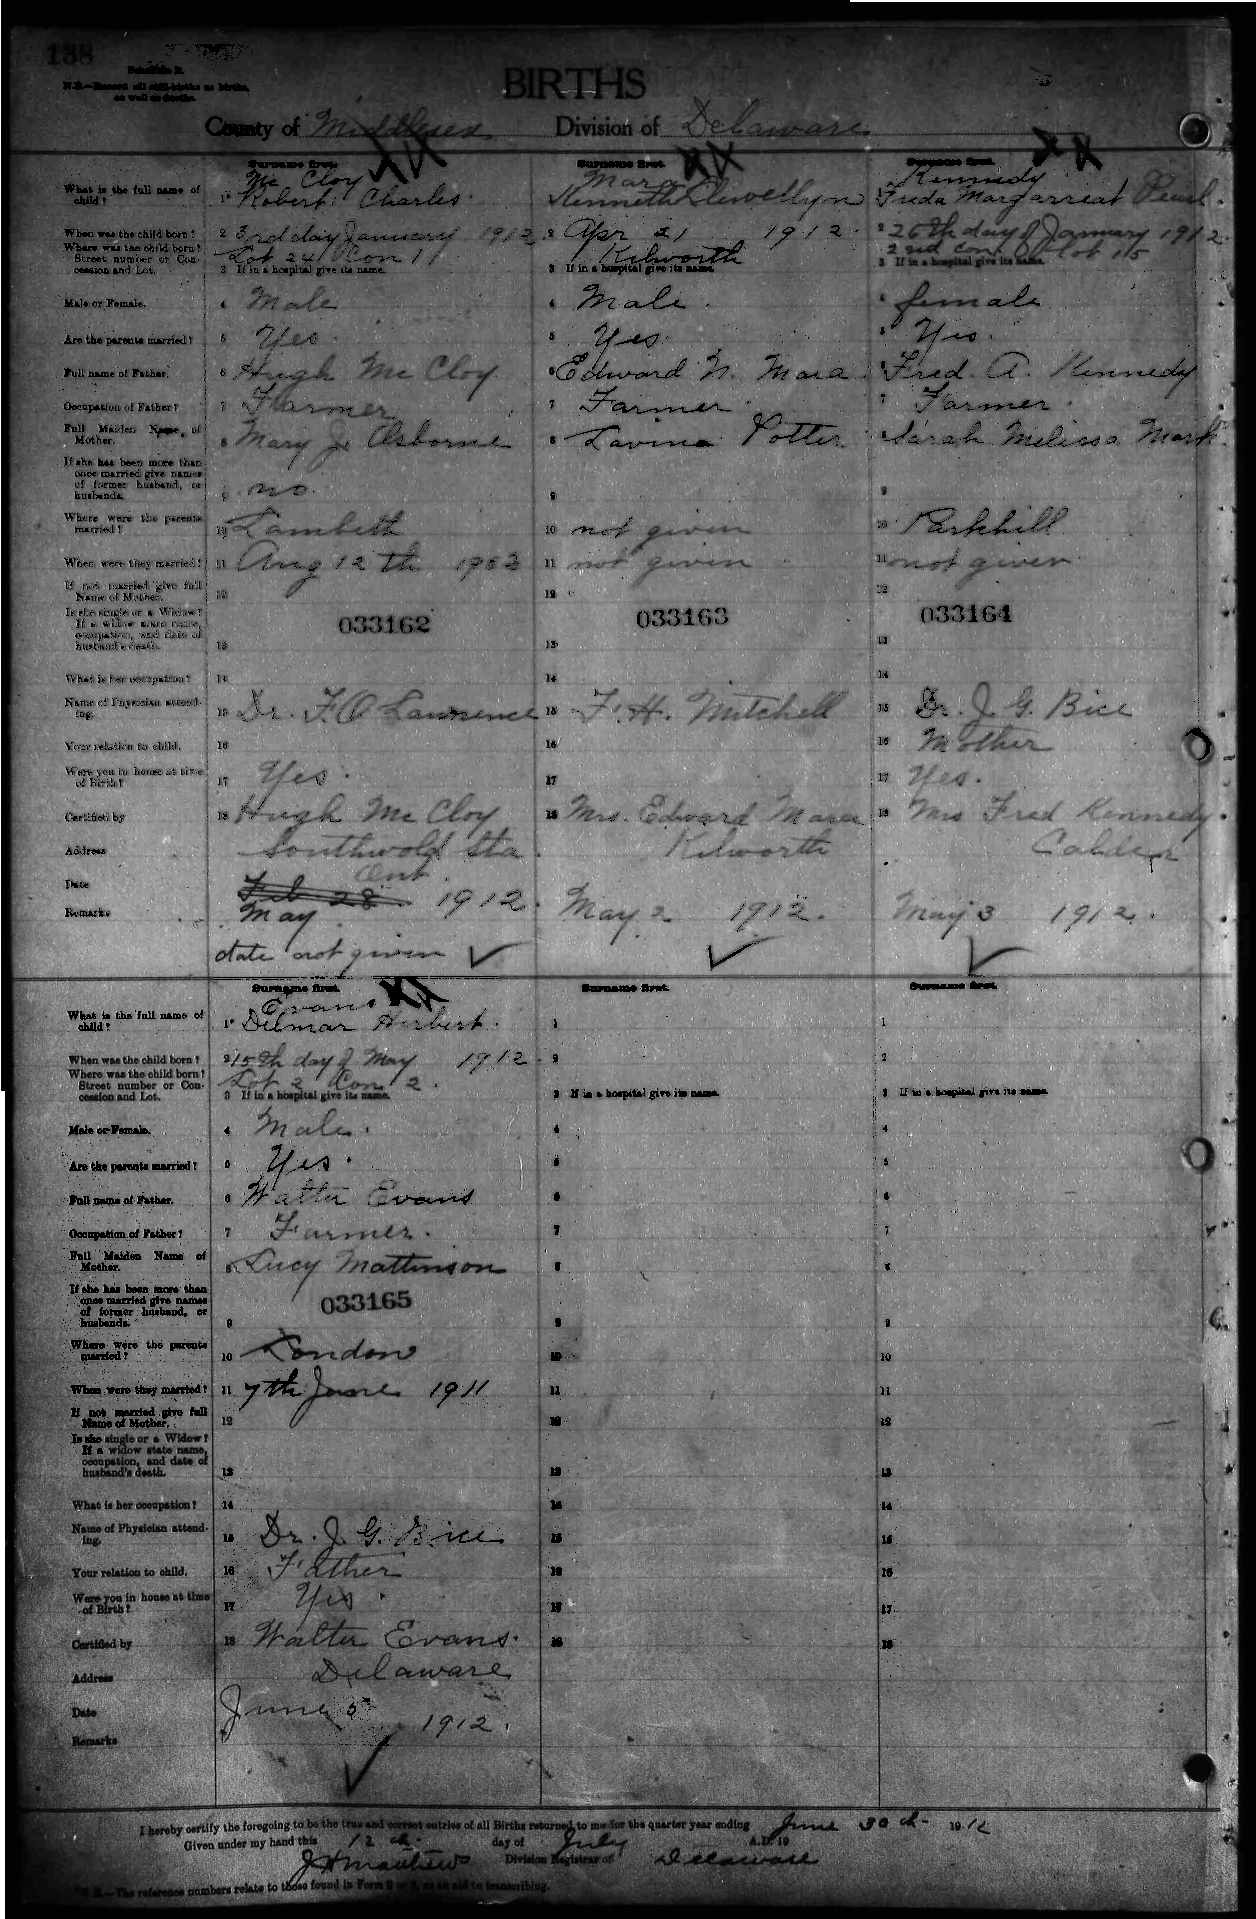 138
Schedule B.
N.B.—Record all still-births as births, as well as deaths.
BIRTHS
County of Middlesex Division of Delaware
Surname first.
What is the full name of child? 1 Mc Cloy
Robert Charles.
When was the child born? 2 3rd day January 1912
Where was the child born? Street number or Concession and Lot. Lot 24 Con 1
3 If in a hospital give its name.
Male or Female. 4 Male
Are the parents married? 5 Yes.
Full name of Father. 6 Hugh Mc Cloy
Occupation of Father? 7 Farmer
Full Maiden Name of Mother. 8 Mary J. Osborne
If she has been more than once married give names of former husband, or husbands. 9 no.
Where were the parents married? 10 Lambeth
When were they married? 11 Aug 12th 1903
If not married give full Name of Mother. 12
Is she single or a Widow? If a widow state name, occupation, and date of husband's death. 13
033162
What is her occupation? 14
Name of Physician attending. 15 Dr. F. O Lawrence
Your relation to child. 16
Were you in house at time of Birth? 17 Yes.
Certified by 18 Hugh Mc Cloy
Address Southwold Sta.
Ont.
Date Feb 28 1912.
May
Remarks
date not given
Surname first.
1 Mara
Kenneth Llewellyn
2 Apr 21 1912.
Kilworth
3 If in a hospital give its name.
4 Male.
5 Yes.
6 Edward N. Mara
7 Farmer.
8 Lavina Potter
9
10 not given
11 not given
12
033163
13
14
15 F. H. Mitchell
16
17
18 Mrs. Edward Mara
Kilworth
May 2 1912.
Surname first.
Kennedy
Freda Margarreat Pearl.
2 26th day of January 1912.
2nd con Lot 15
3 If in a hospital give its name.
4 female
5 Yes.
6 Fred. A. Kennedy
7 Farmer.
8 Sarah Melissa Mark
9
10 Parkhill
11 not given
12
033164
13
14
15 Dr. J. G. Bice
16 Mother
17 Yes.
18 Mrs Fred Kennedy
Calder
May 3 1912.
Surname first.
What is the full name of child? 1 Evans
Delmar Herbert.
When was the child born? 2 15th day of May 1912.
Where was the child born? Street number or Concession and Lot. Lot 2 Con 2.
3 If in a hospital give its name.
Male or Female. 4 Male.
Are the parents married? 5 Yes.
Full name of Father. 6 Walter Evans
Occupation of Father? 7 Farmer.
Full Maiden Name of Mother. 8 Lucy Mattinson
033165
If she has been more than once married give names of former husband, or husbands. 9
Where were the parents married? 10 London
When were they married? 11 7th June 1911
If not married give full Name of Mother. 12
Is she single or a Widow? If a widow state name, occupation, and date of husband's death. 13
What is her occupation? 14
Name of Physician attending. 15 Dr. J. G. Bice
Your relation to child. 16 Father
Were you in house at time of Birth? 17 Yes.
Certified by 18 Walter Evans.
Address Delaware
Date June 5 1912.
Remarks
Surname first.
1
2
3 If in a hospital give its name.
4
5
6
7
8
9
10
11
12
13
14
15
16
17
18
Surname first.
1
2
3 If in a hospital give its name.
4
5
6
7
8
9
10
11
12
13
14
15
16
17
18
I hereby certify the foregoing to be the true and correct entries of all Births returned to me for the quarter year ending June 30th 1912
Given under my hand this 12th day of July A.D. 19
Division Registrar of Delaware
N.B.—The reference numbers relate to those found in Form 2 or 3, as an aid to transcribing.